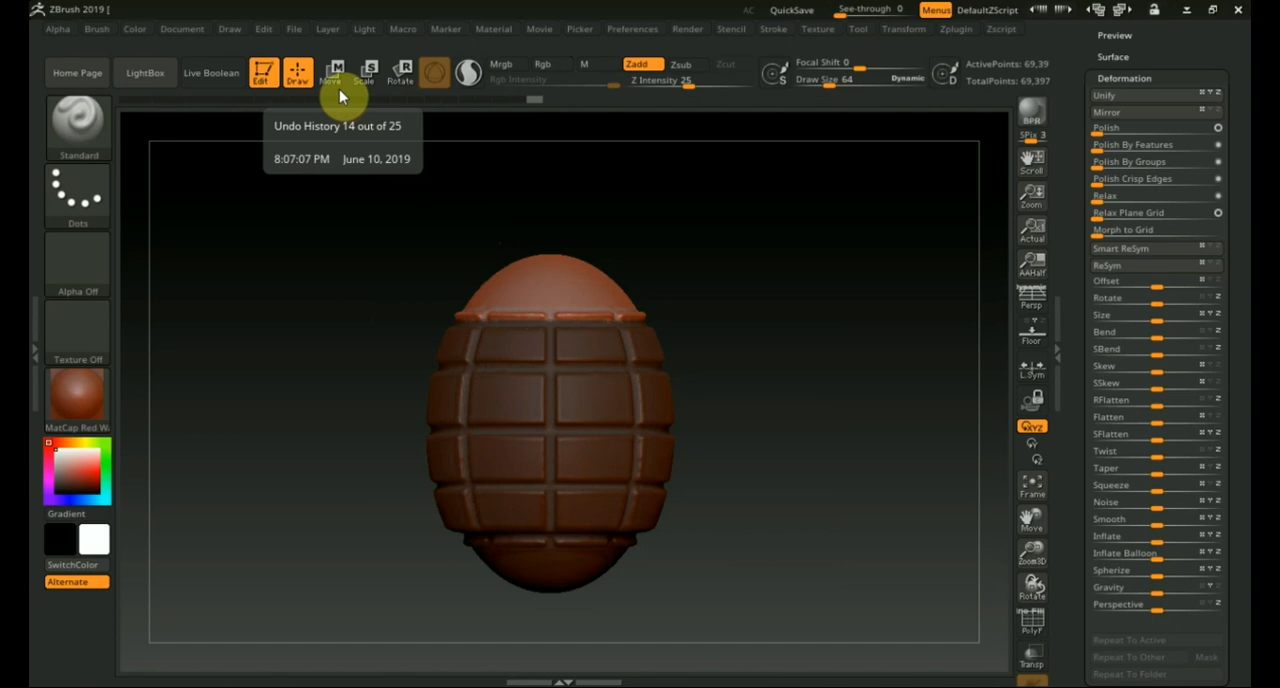 ZBrush 2019 [
AC QuickSave See-through 0 Menus DefaultZScript
Alpha Brush Color Document Draw Edit File Layer Light Macro Marker Material Movie Picker Preferences Render Stencil Stroke Texture Tool Transform Zplugin Zscript
Home Page LightBox Live Boolean Edit Draw Move Scale Rotate
Mrgb Rgb M Zadd Zsub Zcut
Rgb Intensity Z Intensity 25
Focal Shift 0
Draw Size 64 Dynamic
ActivePoints: 69,39
TotalPoints: 69,397
Undo History 14 out of 25
8:07:07 PM June 10, 2019
Standard
Dots
Alpha Off
Texture Off
MatCap Red Wa
Gradient
SwitchColor
Alternate
BPR
SPix 3
Scroll
Zoom
Actual
AAHalf
Dynamic
Persp
Floor
L.Sym
XYZ
Frame
Move
Zoom3D
Rotate
Line Fill
PolyF
Transp
Preview
Surface
Deformation
Unify
Mirror
Polish
Polish By Features
Polish By Groups
Polish Crisp Edges
Relax
Relax Plane Grid
Morph to Grid
Smart ReSym
ReSym
Offset
Rotate
Size
Bend
SBend
Skew
SSkew
RFlatten
Flatten
SFlatten
Twist
Taper
Squeeze
Noise
Smooth
Inflate
Inflate Balloon
Spherize
Gravity
Perspective
Repeat To Active
Repeat To Other Mask
Repeat To Folder